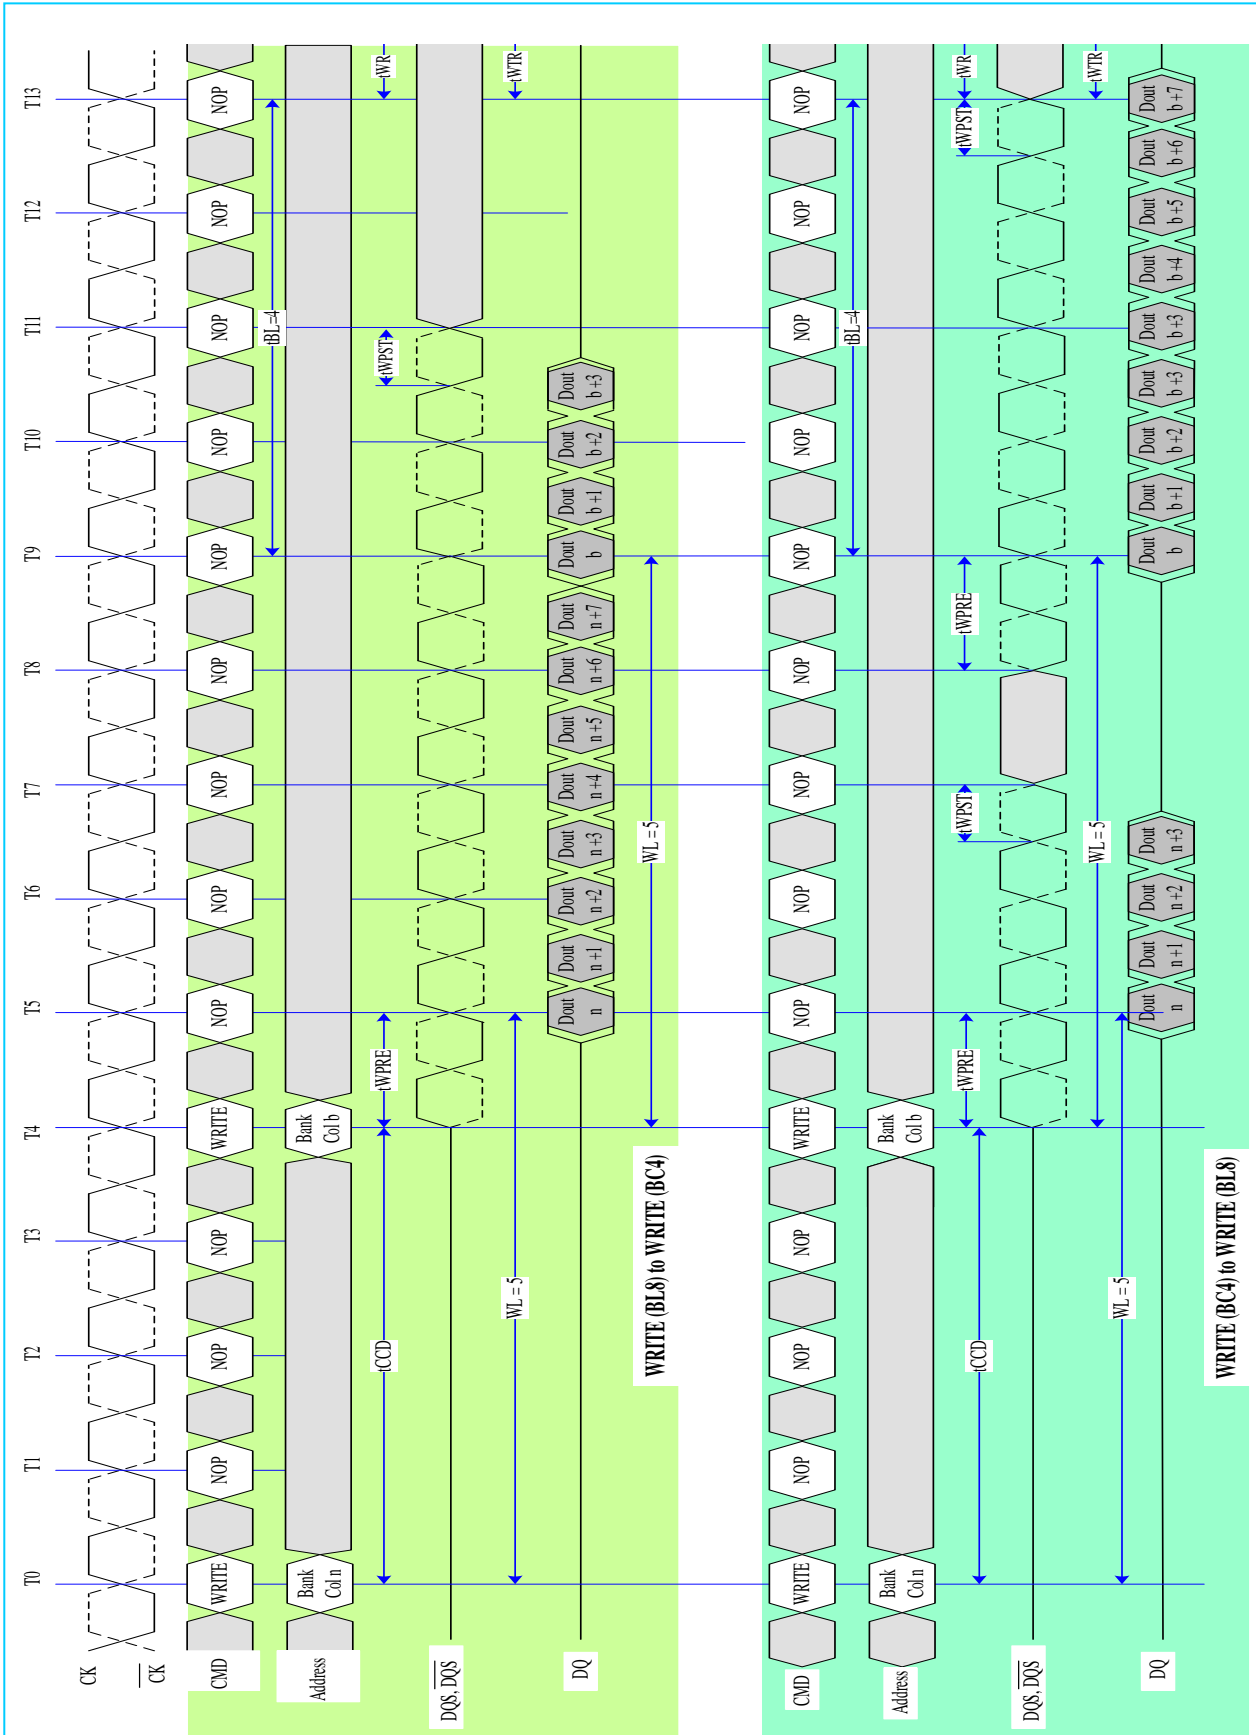 T0 T1 T2 T3 T4 T5 T6 T7 T8 T9 T10 T11 T12 T13
CK
CK
CMD WRITE NOP NOP NOP WRITE NOP NOP NOP NOP NOP NOP NOP NOP NOP
tBL=4
Address
Bank
Col n
Bank
Col b
tCCD tWPRE tWPST tWR
DQS, DQS
WL = 5 tWTR
DQ
Dout
n
Dout
n+1
Dout
n+2
Dout
n+3
Dout
n+4
Dout
n+5
Dout
n+6
Dout
n+7
Dout
b
Dout
b+1
Dout
b+2
Dout
b+3
WL = 5
WRITE (BL8) to WRITE (BC4)
CMD WRITE NOP NOP NOP WRITE NOP NOP NOP NOP NOP NOP NOP NOP NOP
tBL=4
Address
Bank
Col n
Bank
Col b
tCCD tWPRE tWPST tWPRE tWPST tWR
DQS, DQS
WL = 5 WL = 5 tWTR
DQ
Dout
n
Dout
n+1
Dout
n+2
Dout
n+3
Dout
b
Dout
b+1
Dout
b+2
Dout
b+3
Dout
b+3
Dout
b+4
Dout
b+5
Dout
b+6
Dout
b+7
WRITE (BC4) to WRITE (BL8)